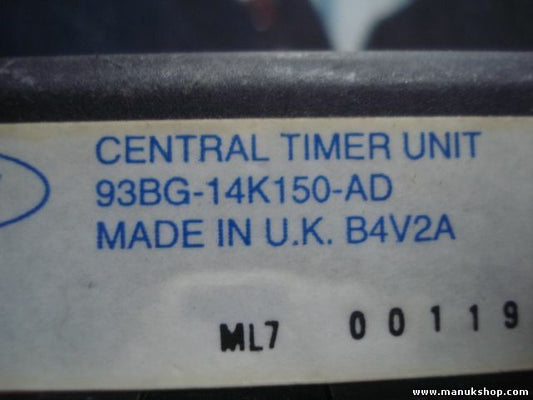 CENTRAL TIMER UNIT
93BG-14K150-AD
MADE IN U.K. B4V2A
ML7 00119
www.manukshop.com